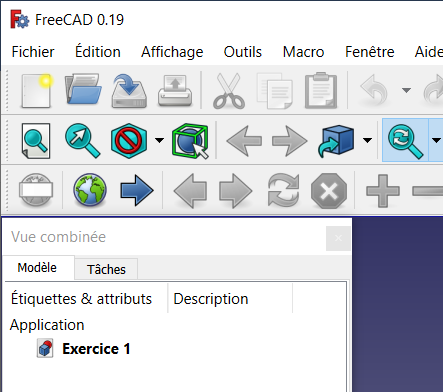 FreeCAD 0.19
Fichier Édition Affichage Outils Macro Fenêtre Aide
Vue combinée
Modèle Tâches
Étiquettes & attributs Description
Application
Exercice 1